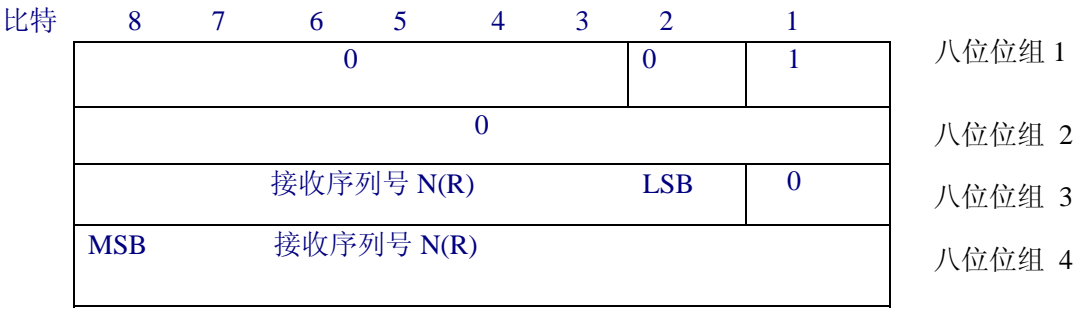 比特 8 7 6 5 4 3 2 1
0 0 1 八位位组 1
0 八位位组 2
接收序列号 N(R) LSB 0 八位位组 3
MSB 接收序列号 N(R) 八位位组 4